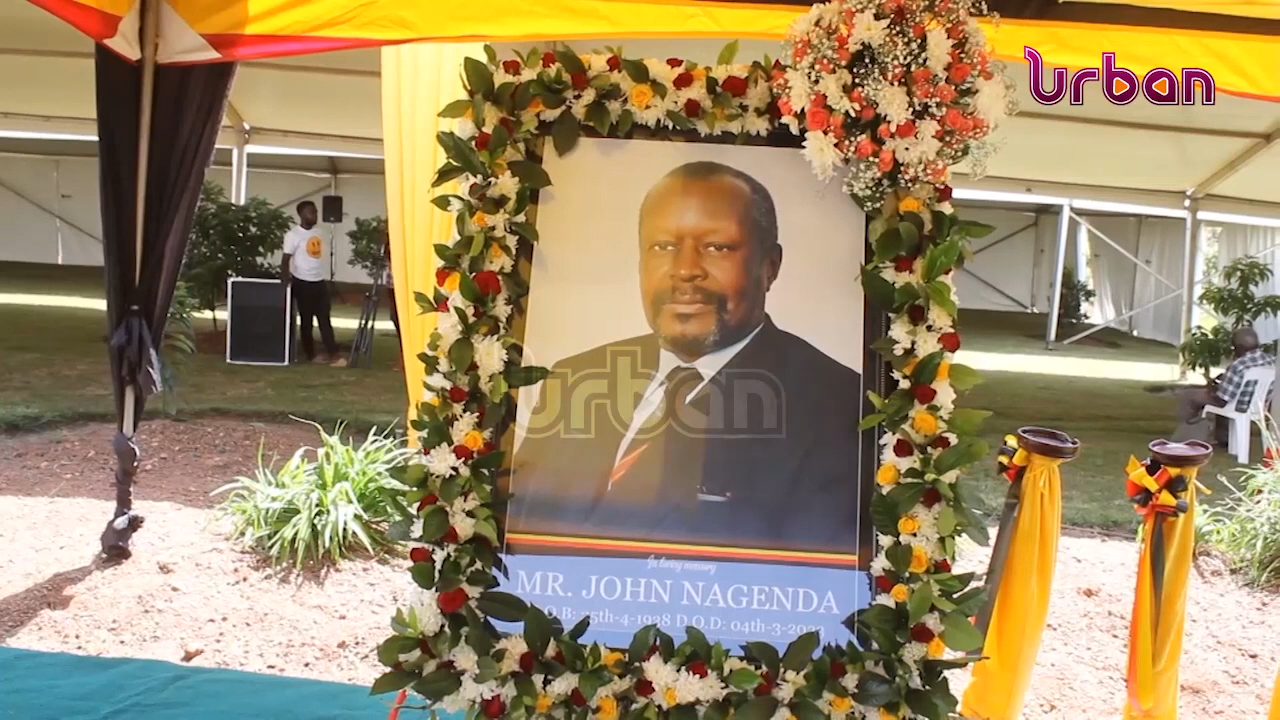 urban
urban
In loving memory
MR. JOHN NAGENDA
D.O.B: 25th-4-1938 D.O.D: 04th-3-2023